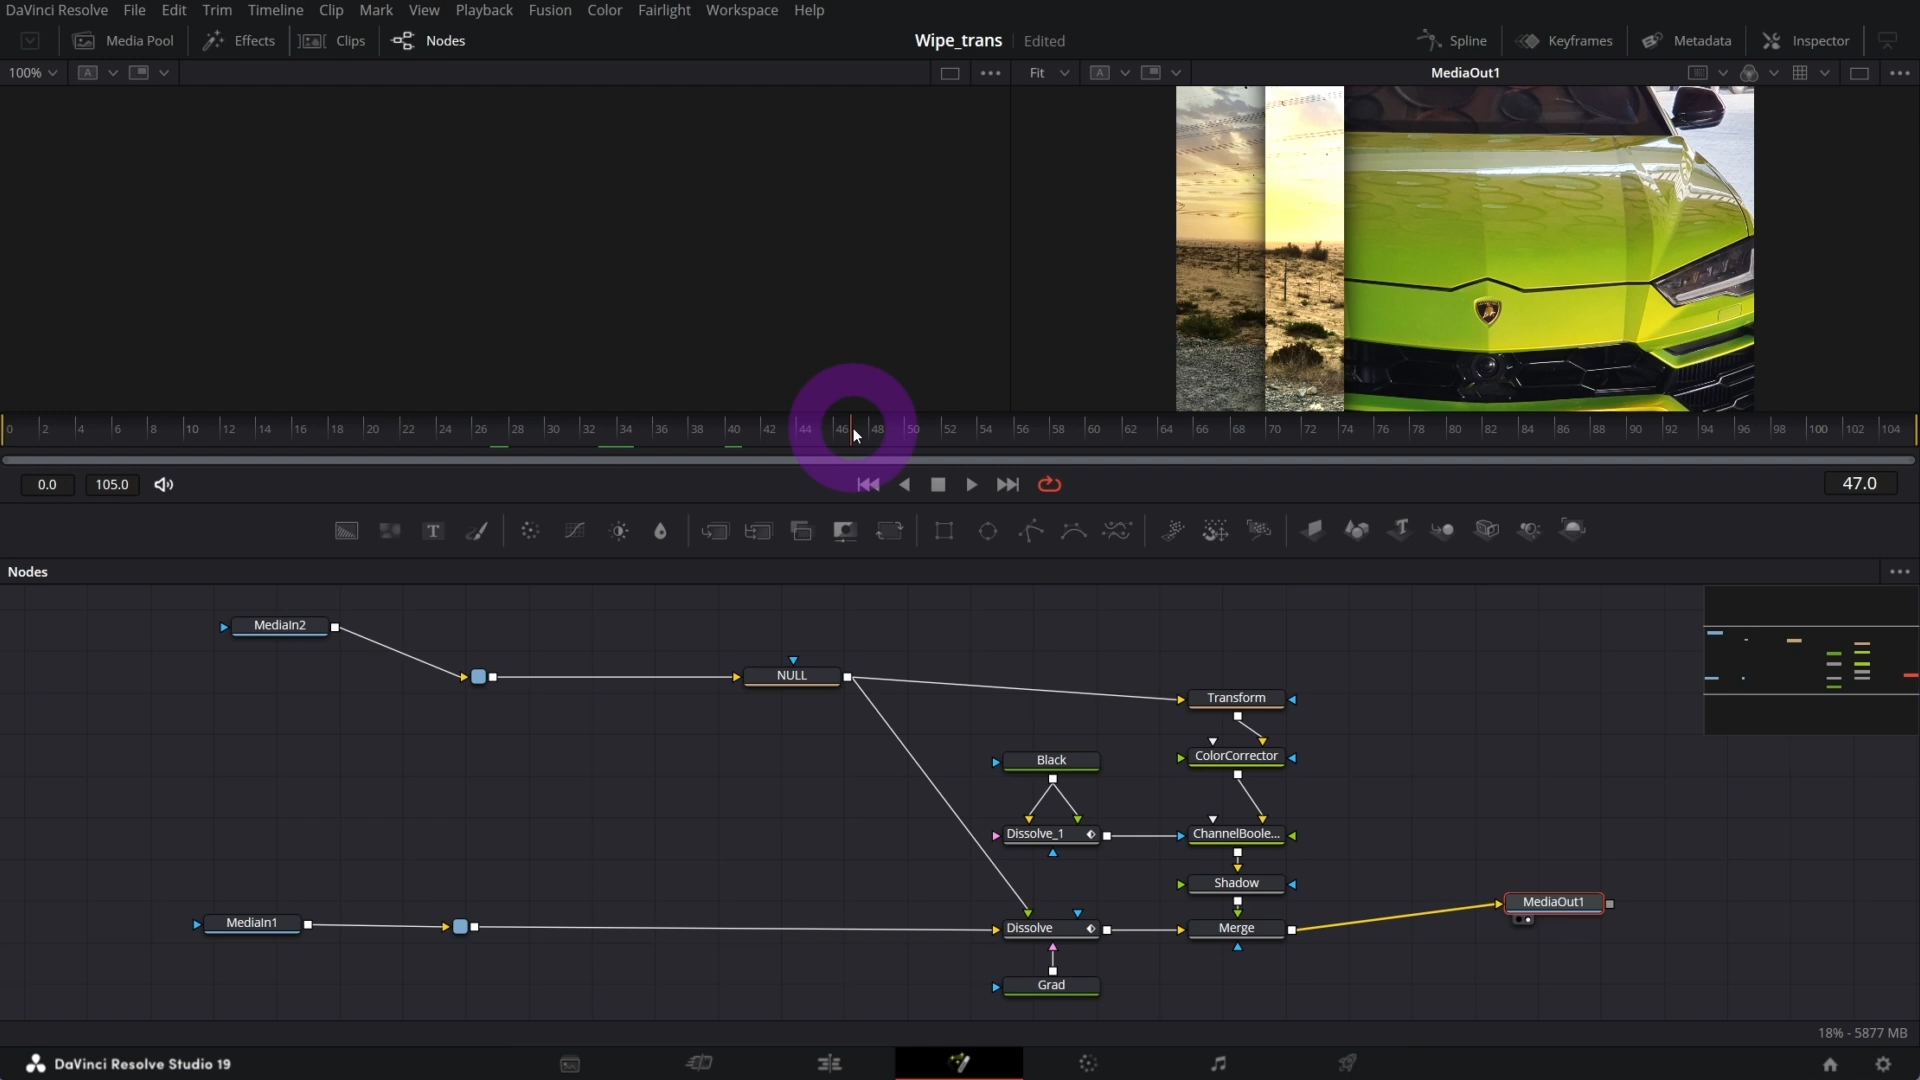 DaVinci Resolve File Edit Trim Timeline Clip Mark View Playback Fusion Color Fairlight Workspace Help
Media Pool Effects Clips Nodes Wipe_trans Edited Spline Keyframes Metadata Inspector
100% A Fit A MediaOut1
0 2 4 6 8 10 12 14 16 18 20 22 24 26 28 30 32 34 36 38 40 42 44 46 48 50 52 54 56 58 60 62 64 66 68 70 72 74 76 78 80 82 84 86 88 90 92 94 96 98 100 102 104
0.0 105.0 47.0
T
Nodes
MediaIn2
NULL
Transform
Black
ColorCorrector
Dissolve_1
ChannelBoole...
Shadow
MediaOut1
MediaIn1
Dissolve
Merge
Grad
18% - 5877 MB
DaVinci Resolve Studio 19